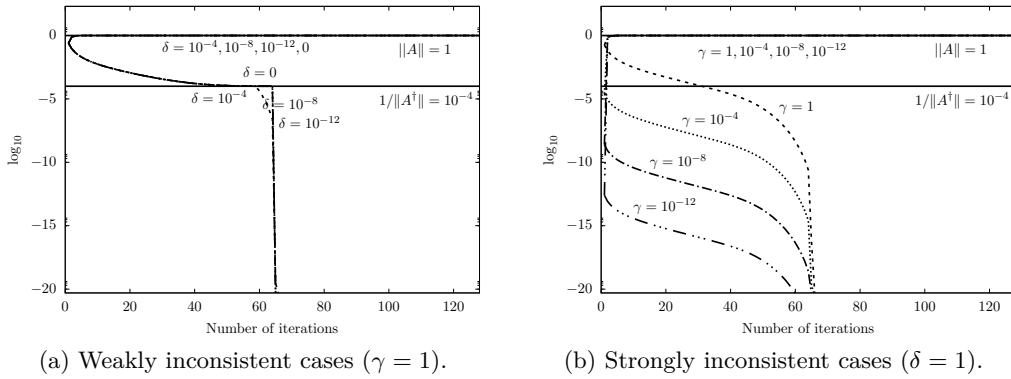 0
−5
−10
−15
−20
log₁₀
δ = 10⁻⁴, 10⁻⁸, 10⁻¹², 0
||A|| = 1
δ = 0
δ = 10⁻⁴
δ = 10⁻⁸
1/||A†|| = 10⁻⁴
δ = 10⁻¹²
0 20 40 60 80 100 120
Number of iterations
(a) Weakly inconsistent cases (γ = 1).
0
−5
−10
−15
−20
log₁₀
γ = 1, 10⁻⁴, 10⁻⁸, 10⁻¹²
||A|| = 1
1/||A†|| = 10⁻⁴
γ = 1
γ = 10⁻⁴
γ = 10⁻⁸
γ = 10⁻¹²
0 20 40 60 80 100 120
Number of iterations
(b) Strongly inconsistent cases (δ = 1).